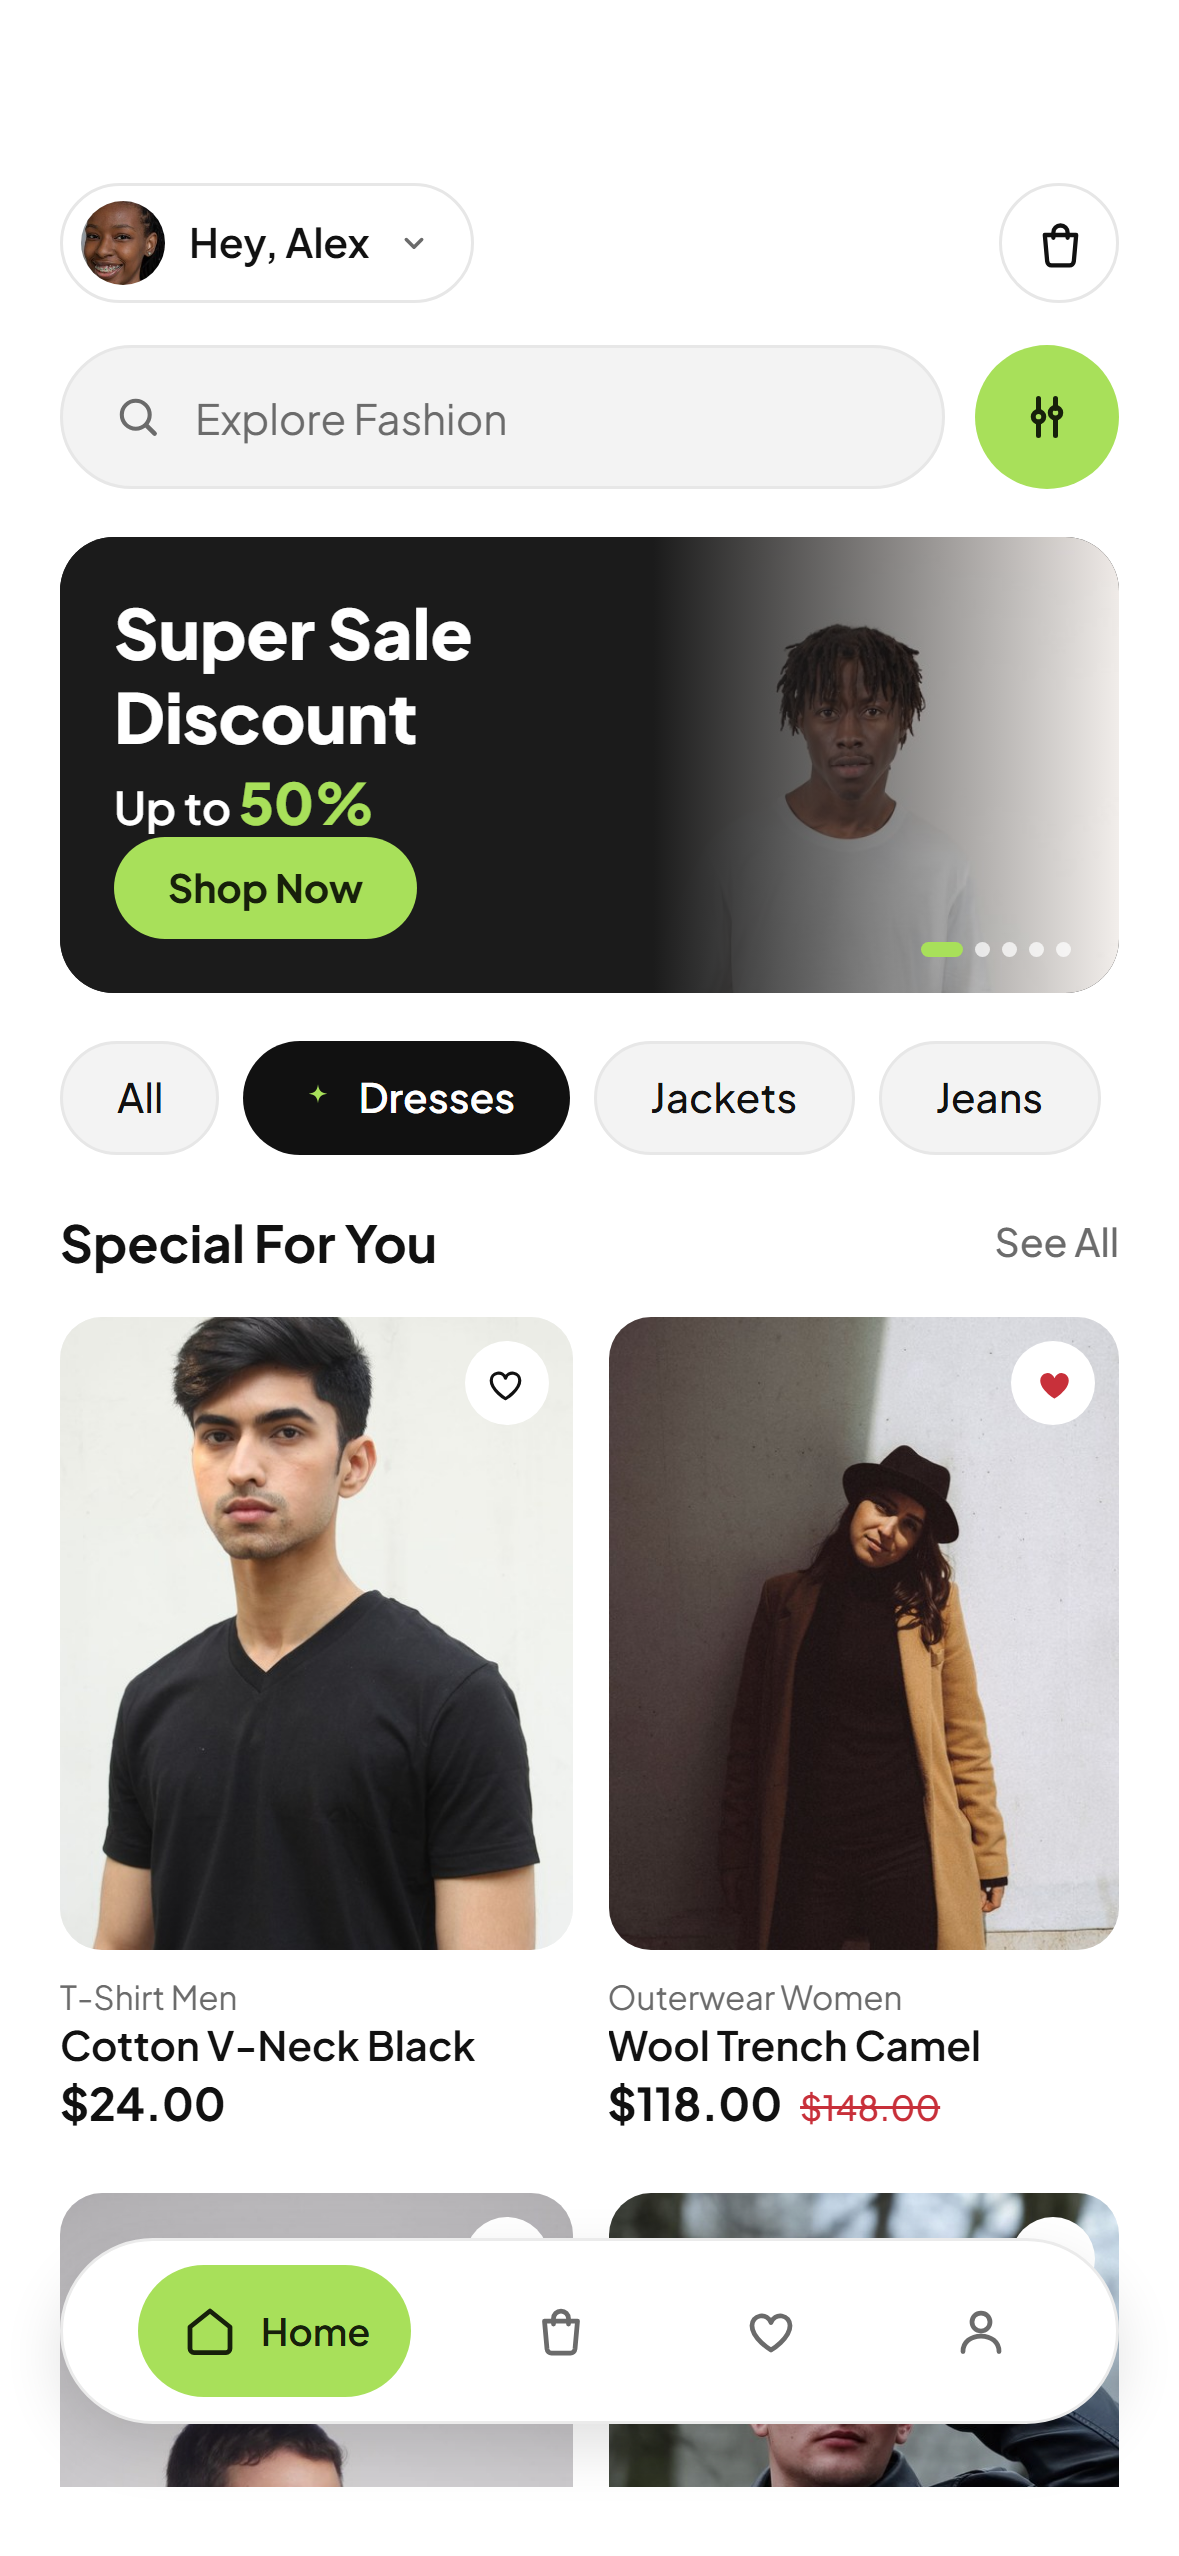 Hey, Alex
Explore Fashion
Super Sale
Discount
Up to 50%
Shop Now
All
Dresses
Jackets
Jeans
Special For You
See All
T-Shirt Men
Cotton V-Neck Black
$24.00
Outerwear Women
Wool Trench Camel
$118.00 $148.00
Home